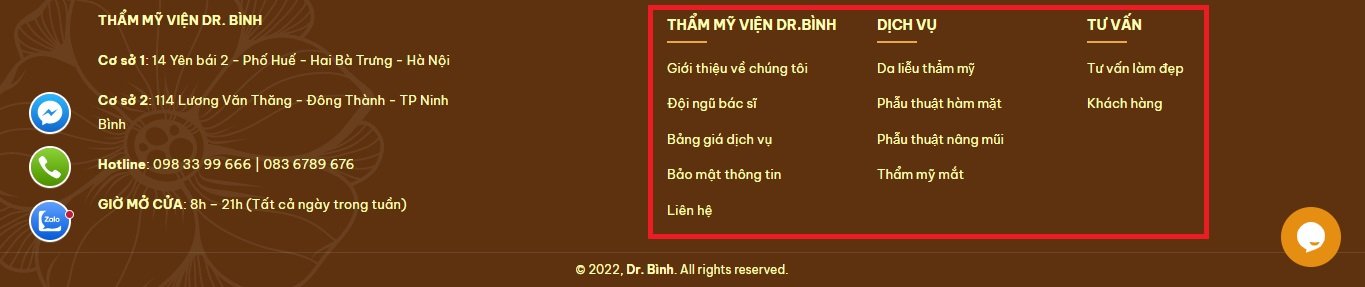 THẨM MỸ VIỆN DR. BÌNH
Cơ sở 1: 14 Yên bái 2 - Phố Huế - Hai Bà Trưng - Hà Nội
Cơ sở 2: 114 Lương Văn Thăng - Đông Thành - TP Ninh
Bình
Hotline: 098 33 99 666 | 083 6789 676
GIỜ MỞ CỬA: 8h – 21h (Tất cả ngày trong tuần)
Zalo
THẨM MỸ VIỆN DR.BÌNH
Giới thiệu về chúng tôi
Đội ngũ bác sĩ
Bảng giá dịch vụ
Bảo mật thông tin
Liên hệ
DỊCH VỤ
Da liễu thẩm mỹ
Phẫu thuật hàm mặt
Phẫu thuật nâng mũi
Thẩm mỹ mắt
TƯ VẤN
Tư vấn làm đẹp
Khách hàng
© 2022, Dr. Bình. All rights reserved.